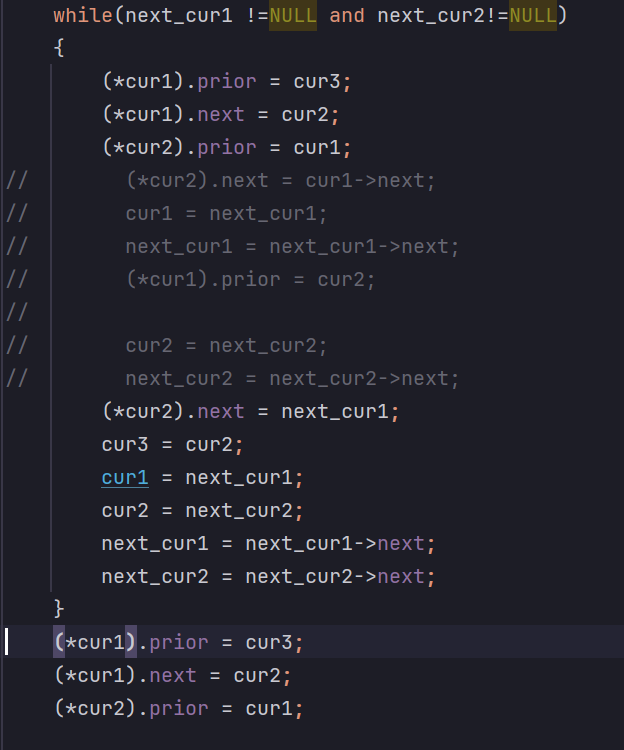 while(next_cur1 !=NULL and next_cur2!=NULL)
{
(*cur1).prior = cur3;
(*cur1).next = cur2;
(*cur2).prior = cur1;
//        (*cur2).next = cur1->next;
//        cur1 = next_cur1;
//        next_cur1 = next_cur1->next;
//        (*cur1).prior = cur2;
//
//        cur2 = next_cur2;
//        next_cur2 = next_cur2->next;
(*cur2).next = next_cur1;
cur3 = cur2;
cur1 = next_cur1;
cur2 = next_cur2;
next_cur1 = next_cur1->next;
next_cur2 = next_cur2->next;
}
(*cur1).prior = cur3;
(*cur1).next = cur2;
(*cur2).prior = cur1;